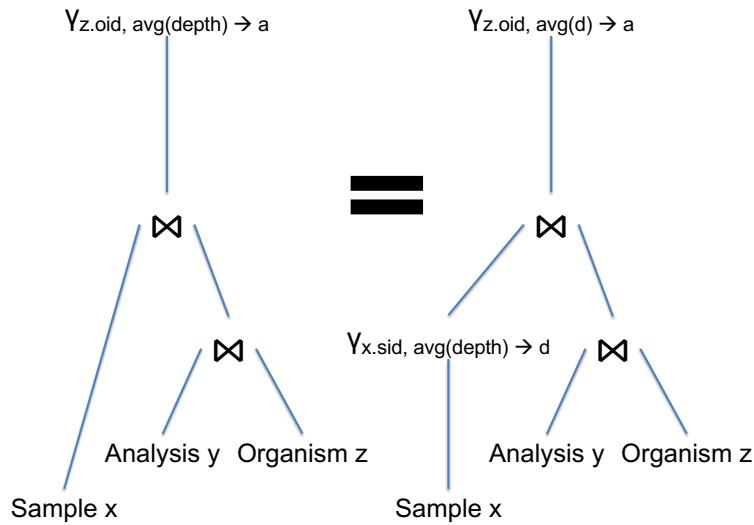 γz.oid, avg(depth) → a
γz.oid, avg(d) → a
=
⋈
⋈
γx.sid, avg(depth) → d
⋈
⋈
Analysis y Organism z
Analysis y Organism z
Sample x
Sample x